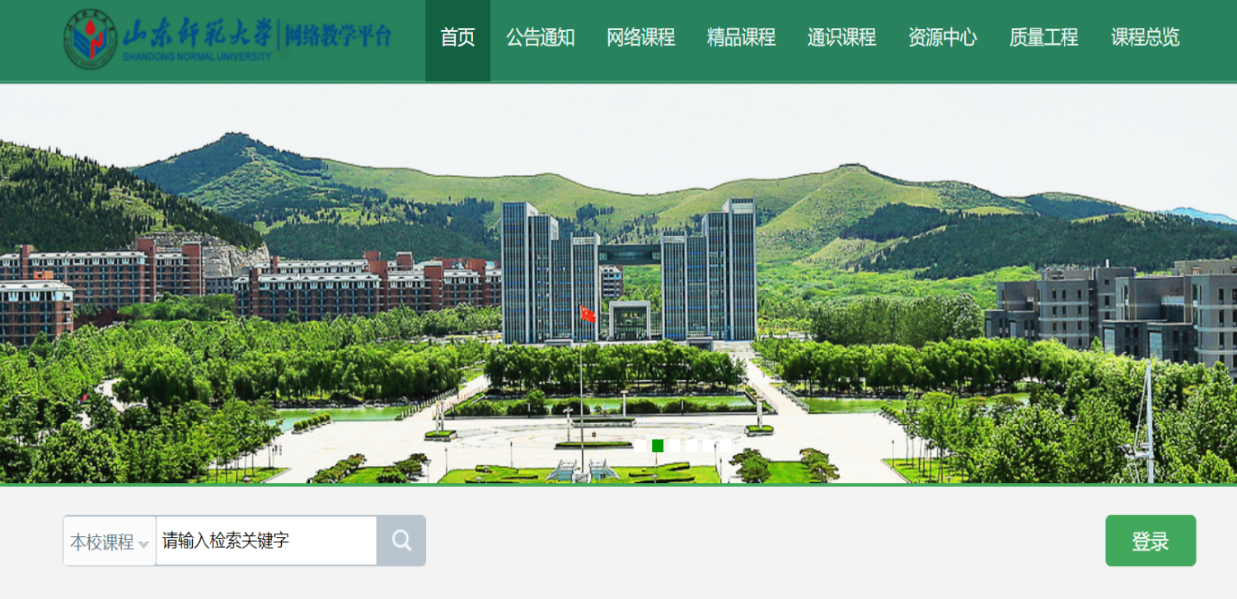 山东师范大学 网络教学平台
SHANDONG NORMAL UNIVERSITY
首页 公告通知 网络课程 精品课程 通识课程 资源中心 质量工程 课程总览
本校课程 请输入检索关键字
登录